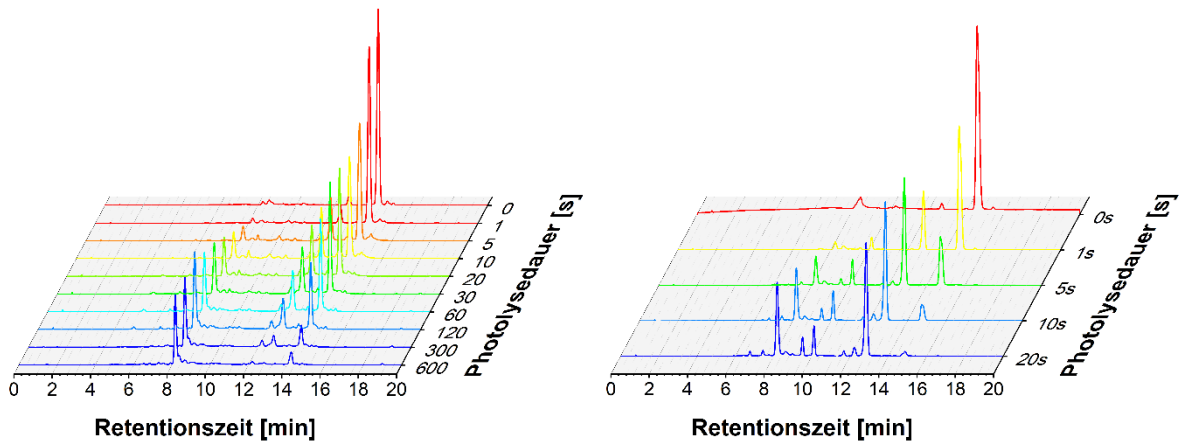 0
1
5
10
20
30
60
120
300
600
Photolysedauer [s]
0 2 4 6 8 10 12 14 16 18 20
Retentionszeit [min]
0s
1s
5s
10s
20s
Photolysedauer [s]
0 2 4 6 8 10 12 14 16 18 20
Retentionszeit [min]